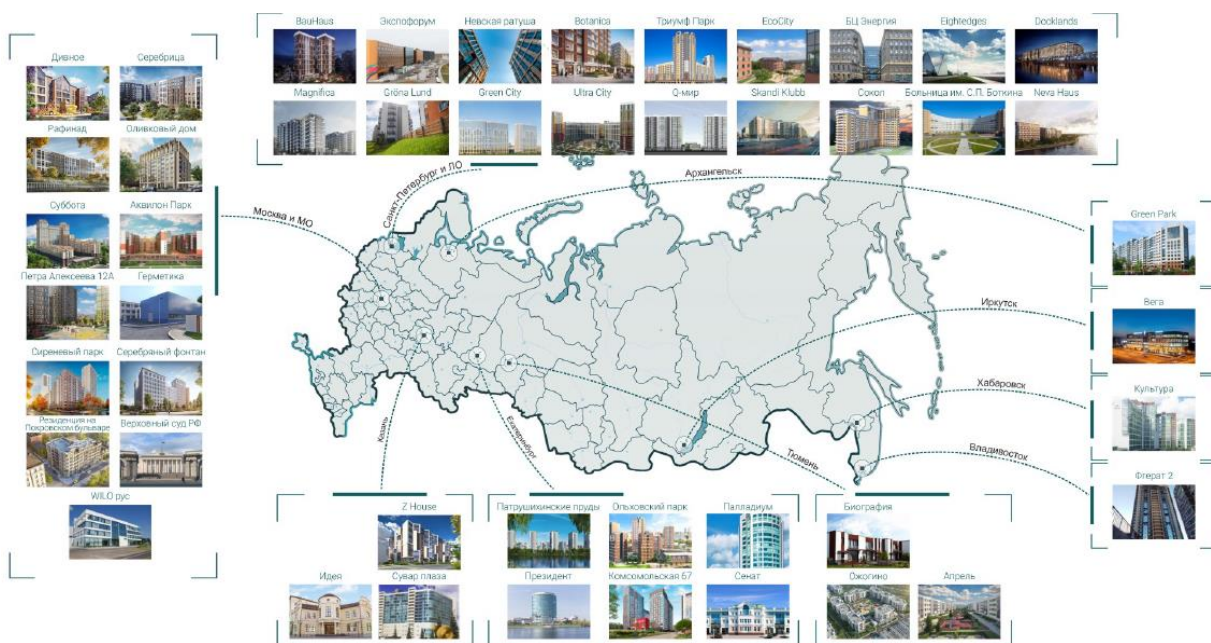 BauHaus
Экспофорум
Невская ратуша
Botanica
Триумф Парк
EcoCity
БЦ Энергия
Eightedges
Docklands
Magnifica
Gröna Lund
Green City
Ultra City
Q-мир
Skandi Klubb
Сокол
Больница им. С.П. Боткина
Neva Haus
Дивное
Серебрица
Рафинад
Оливковый дом
Суббота
Аквилон Парк
Петра Алексеева 12А
Герметика
Сиреневый парк
Серебряный фонтан
Резиденция на
Покровском бульваре
Верховный суд РФ
WILO рус
Москва и МО
Санкт-Петербург и ЛО
Архангельск
Иркутск
Хабаровск
Владивосток
Тюмень
Екатеринбург
Казань
Green Park
Вега
Культура
Фгерат 2
Z House
Идея
Сувар плаза
Патрушихинские пруды
Ольховский парк
Палладиум
Президент
Комсомольская 67
Сенат
Биография
Ожогино
Апрель